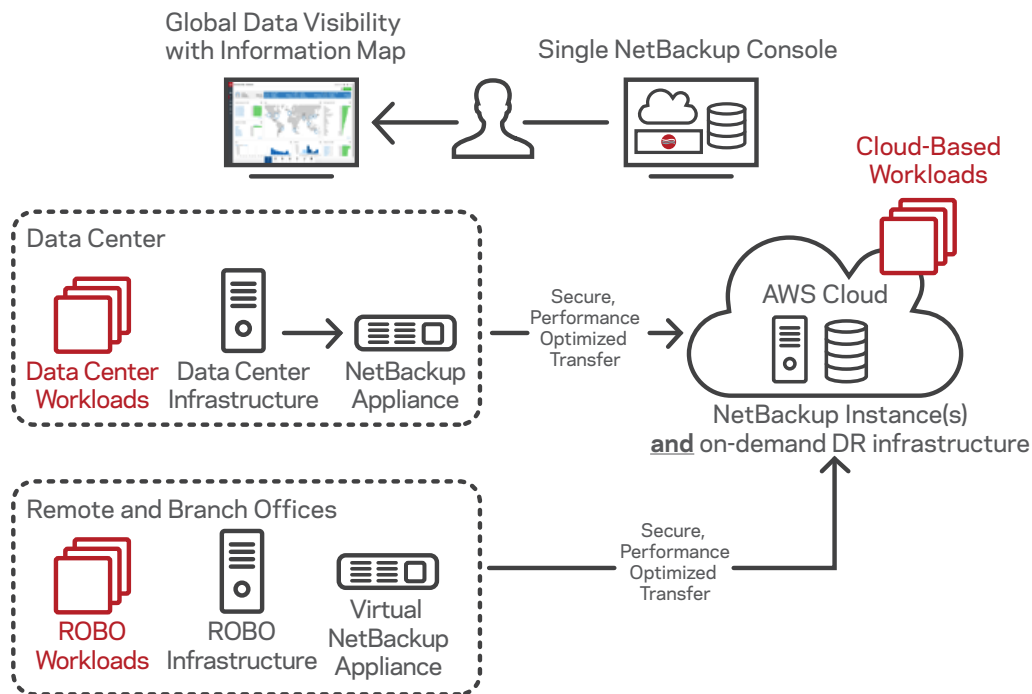 Global Data Visibility
with Information Map
Single NetBackup Console
Cloud-Based
Workloads
Data Center
Data Center
Workloads
Data Center
Infrastructure
NetBackup
Appliance
Secure,
Performance
Optimized
Transfer
AWS Cloud
NetBackup Instance(s)
and on-demand DR infrastructure
Remote and Branch Offices
ROBO
Workloads
ROBO
Infrastructure
Virtual
NetBackup
Appliance
Secure,
Performance
Optimized
Transfer